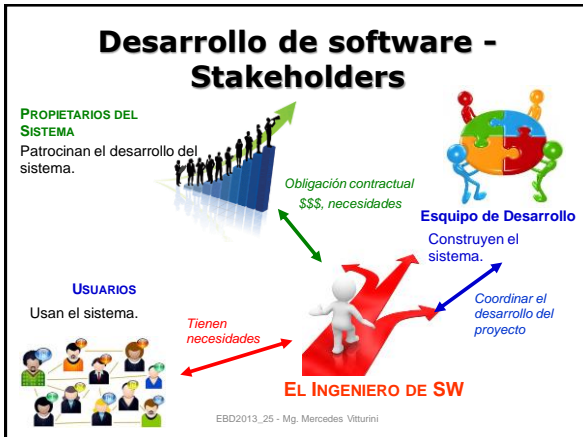 Desarrollo de software -
Stakeholders
PROPIETARIOS DEL
SISTEMA
Patrocinan el desarrollo del
sistema.
Obligación contractual
$$$, necesidades
Esquipo de Desarrollo
Construyen el
sistema.
USUARIOS
Usan el sistema.
Tienen
necesidades
Coordinar el
desarrollo del
proyecto
EL INGENIERO DE SW
EBD2013_25 - Mg. Mercedes Vitturini